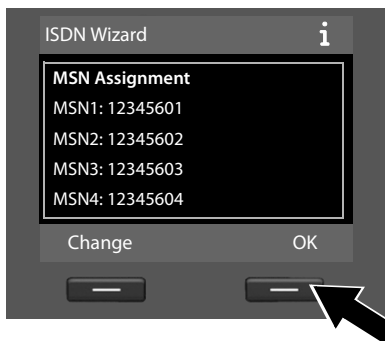 ISDN Wizard i
MSN Assignment
MSN1: 12345601
MSN2: 12345602
MSN3: 12345603
MSN4: 12345604
Change OK